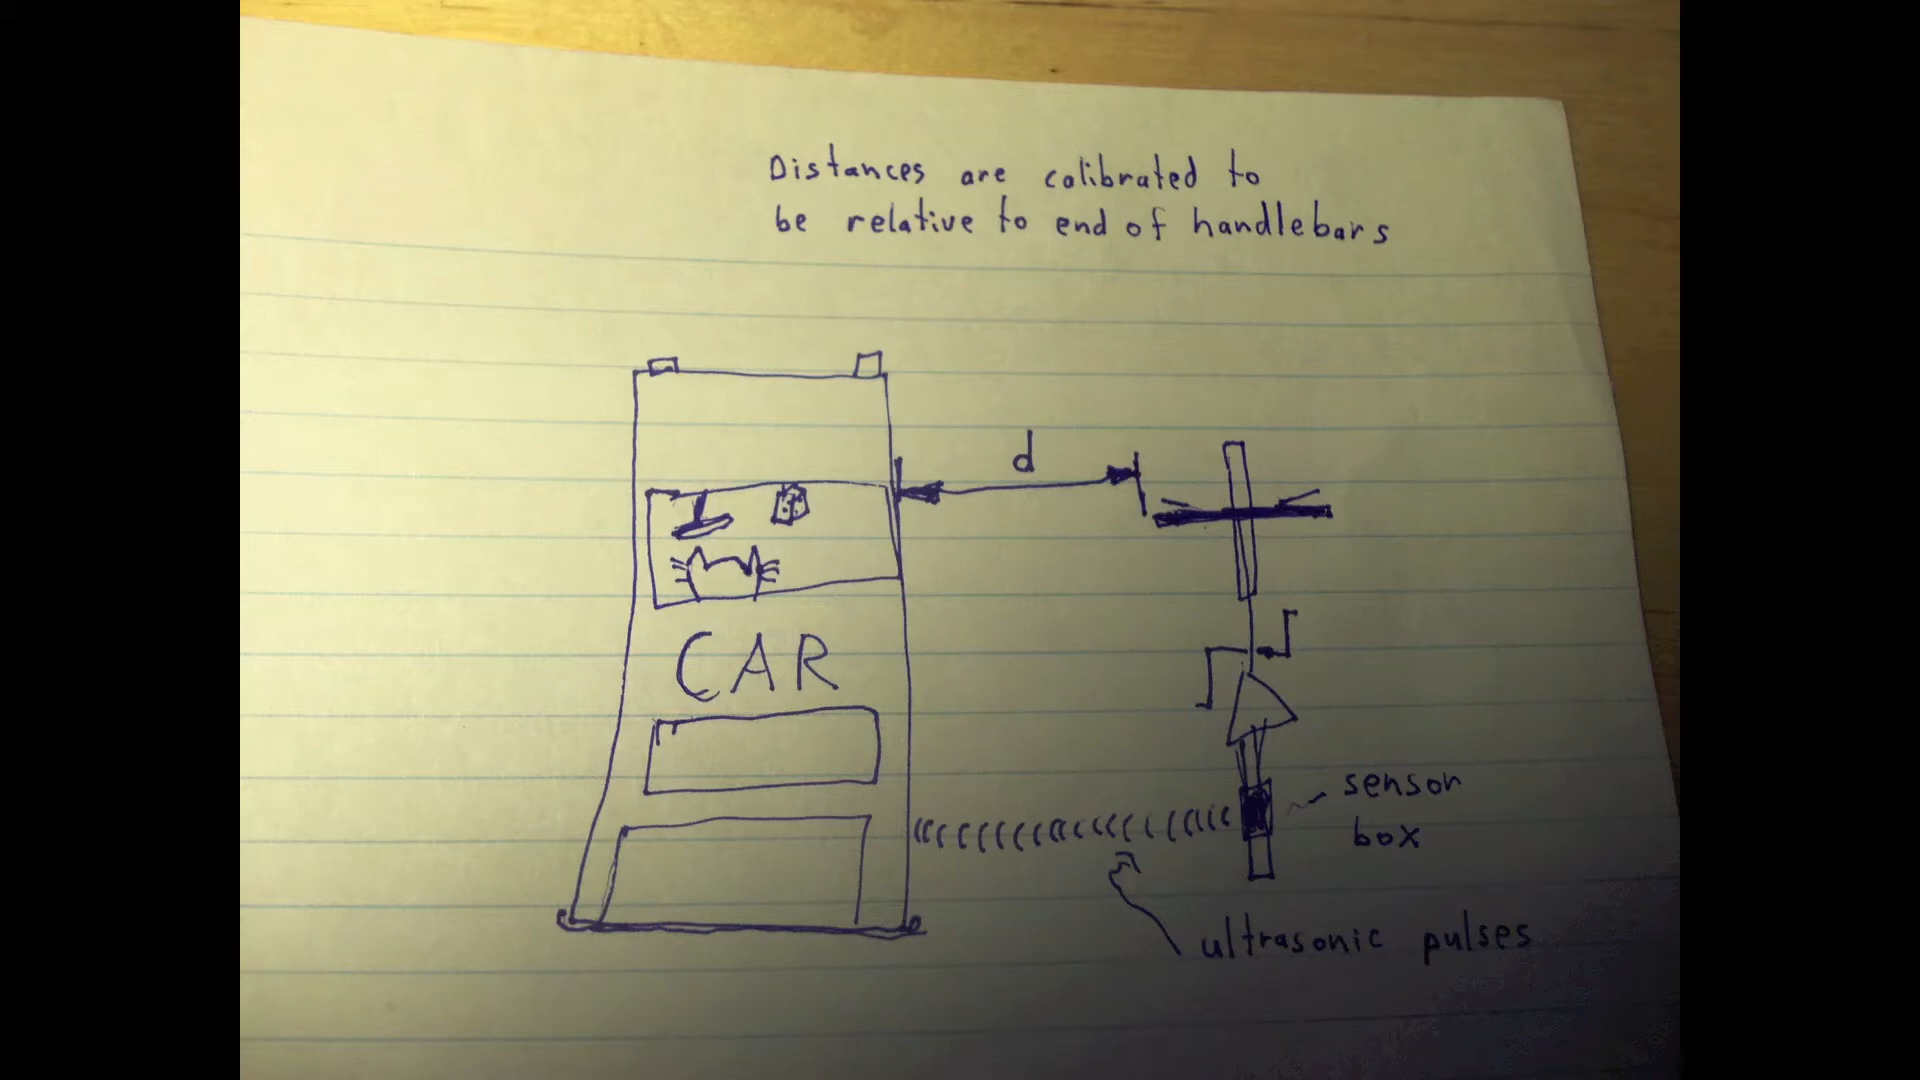 Distances are calibrated to
be relative to end of handlebars
d
CAR
sensor
box
ultrasonic pulses